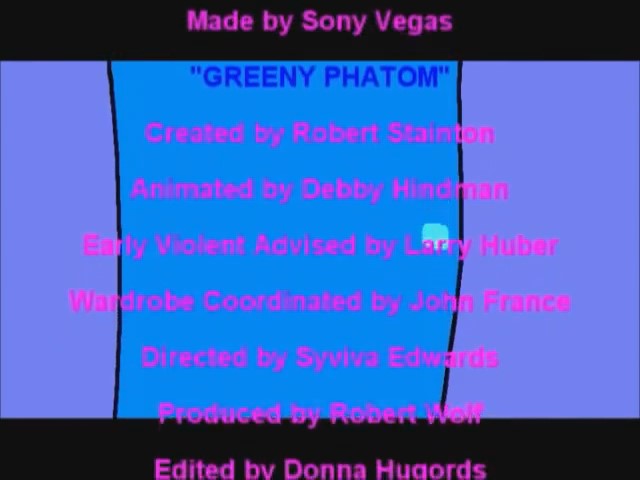 Made by Sony Vegas
"GREENY PHATOM"
Created by Robert Stainton
Animated by Debby Hindman
Early Violent Advised by Larry Huber
Wardrobe Coordinated by John France
Directed by Syviva Edwards
Produced by Robert Wolf
Edited by Donna Hugords